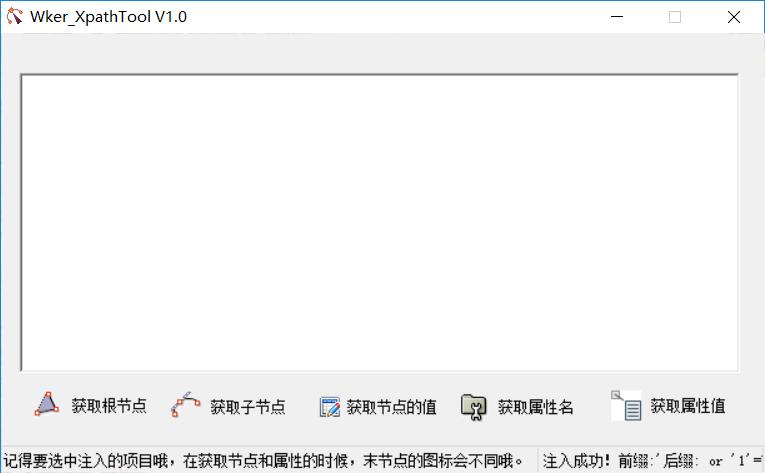 Wker_XpathTool V1.0
获取根节点 获取子节点 获取节点的值 获取属性名 获取属性值
记得要选中注入的项目哦，在获取节点和属性的时候，末节点的图标会不同哦。 注入成功！前缀:'后缀: or '1'='